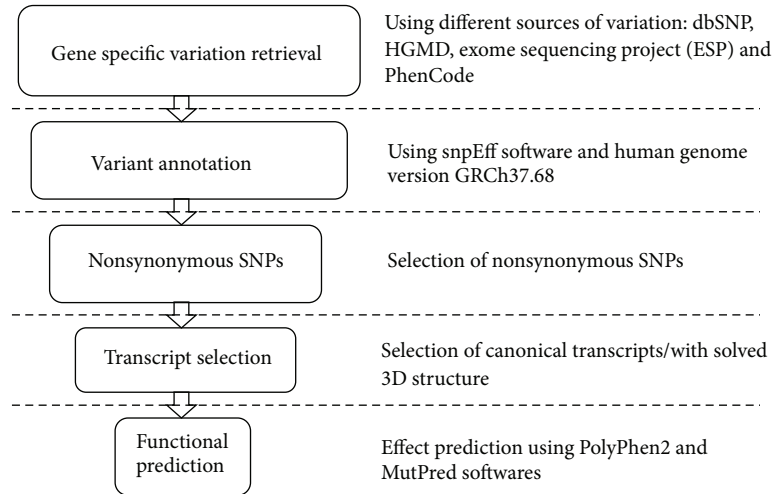 Gene specific variation retrieval
Using different sources of variation: dbSNP,
HGMD, exome sequencing project (ESP) and
PhenCode
Variant annotation
Using snpEff software and human genome
version GRCh37.68
Nonsynonymous SNPs
Selection of nonsynonymous SNPs
Transcript selection
Selection of canonical transcripts/with solved
3D structure
Functional
prediction
Effect prediction using PolyPhen2 and
MutPred softwares